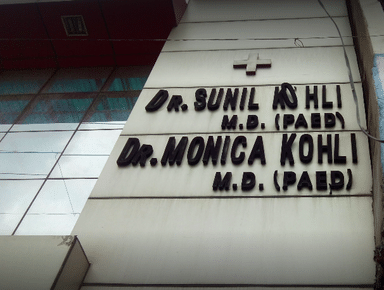 DR. SUNIL KOHLI
M.D. (PAED)
DR. MONICA KOHLI
M.D. (PAED)